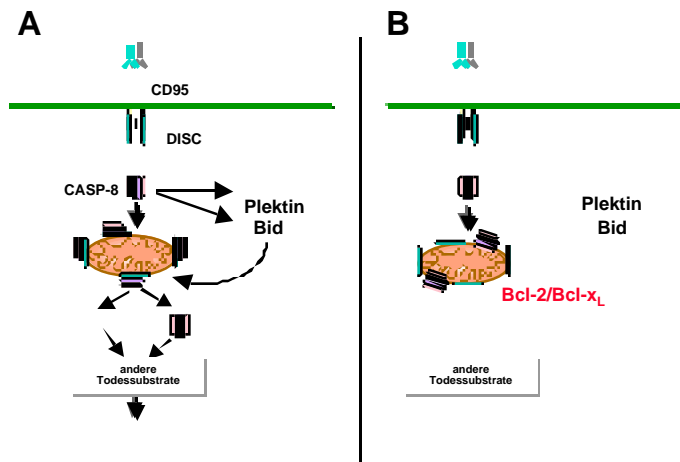 A
CD95
DISC
CASP-8
Plektin
Bid
andere
Todessubstrate
B
Plektin
Bid
Bcl-2/Bcl-xL
andere
Todessubstrate